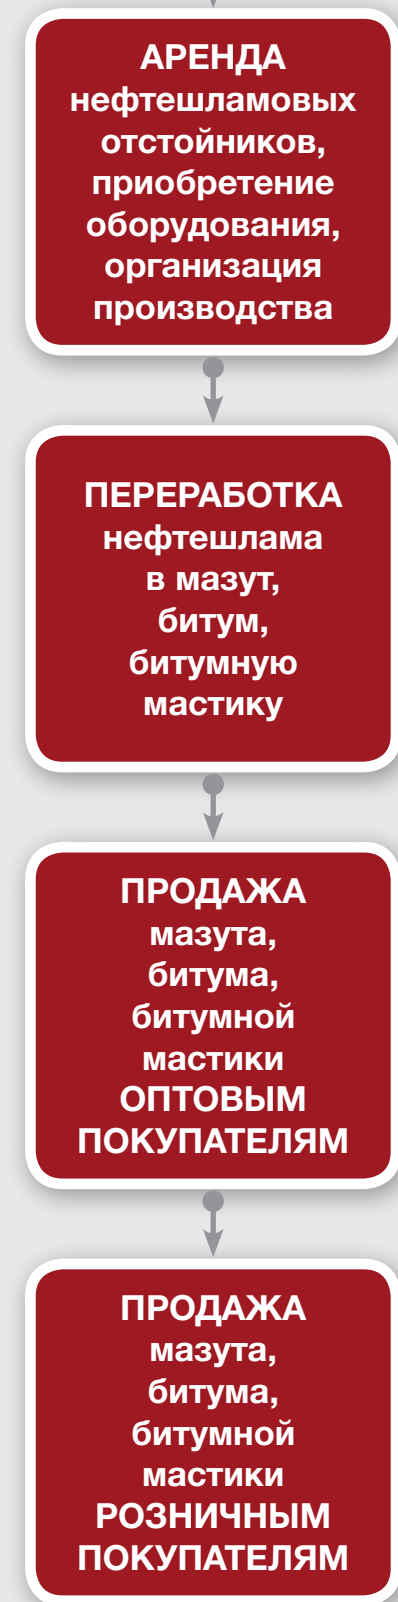 АРЕНДА
нефтешламовых
отстойников,
приобретение
оборудования,
организация
производства
ПЕРЕРАБОТКА
нефтешлама
в мазут,
битум,
битумную
мастику
ПРОДАЖА
мазута,
битума,
битумной
мастики
ОПТОВЫМ
ПОКУПАТЕЛЯМ
ПРОДАЖА
мазута,
битума,
битумной
мастики
РОЗНИЧНЫМ
ПОКУПАТЕЛЯМ